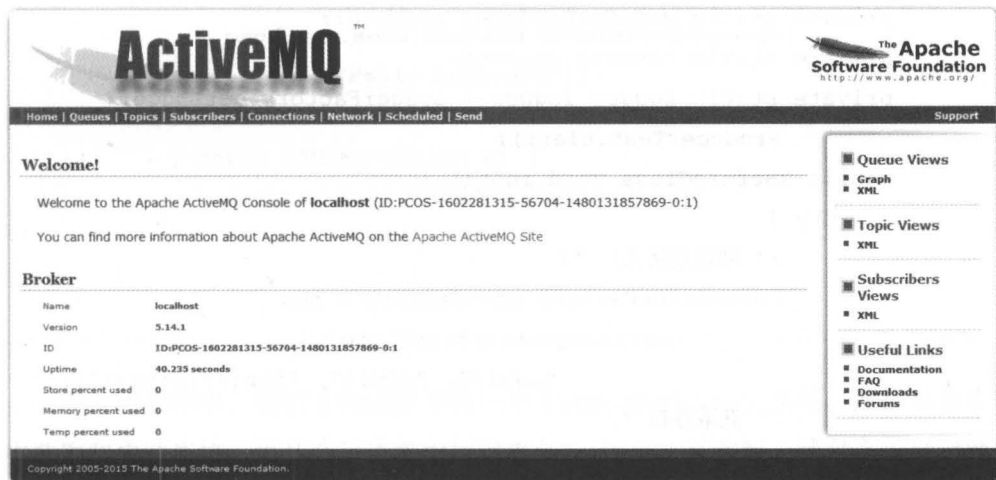 ActiveMQ ™
The Apache
Software Foundation
http://www.apache.org/
Home | Queues | Topics | Subscribers | Connections | Network | Scheduled | Send
Support
Welcome!
Welcome to the Apache ActiveMQ Console of localhost (ID:PCOS-1602281315-56704-1480131857869-0:1)
You can find more information about Apache ActiveMQ on the Apache ActiveMQ Site
Broker
Name localhost
Version 5.14.1
ID ID:PCOS-1602281315-56704-1480131857869-0:1
Uptime 40.235 seconds
Store percent used 0
Memory percent used 0
Temp percent used 0
Queue Views
Graph
XML
Topic Views
XML
Subscribers
Views
XML
Useful Links
Documentation
FAQ
Downloads
Forums
Copyright 2005-2015 The Apache Software Foundation.